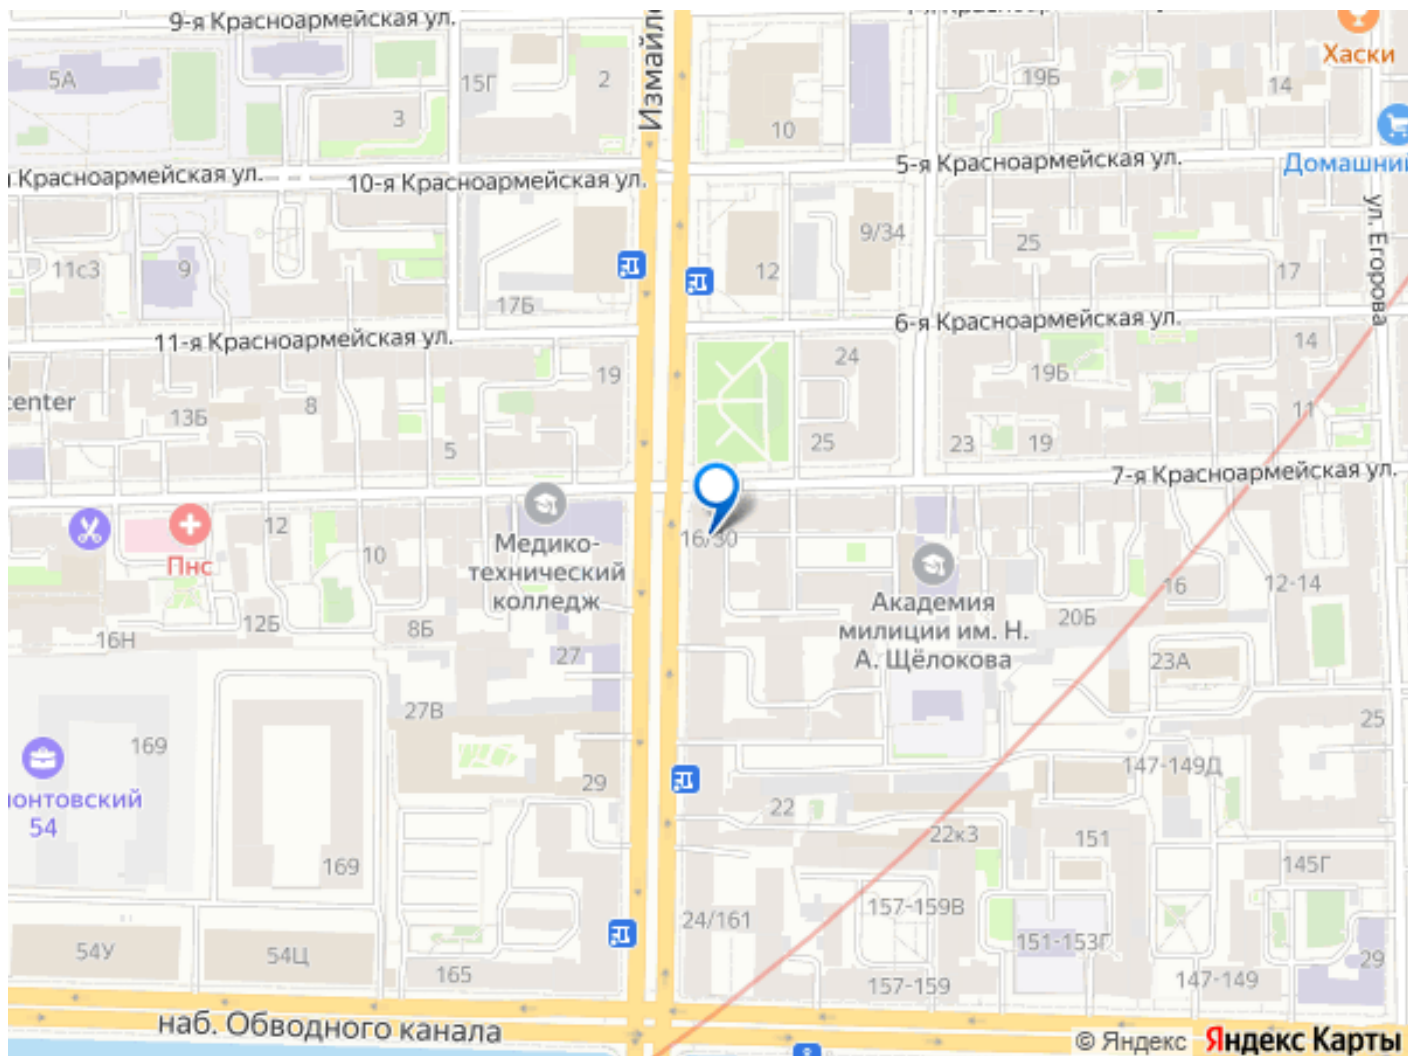 9-я Красноармейская ул.
Хаски
5А
15Г
2
19Б
14
3
10
Домашний
5-я Красноармейская ул.
Красноармейская ул.
10-я Красноармейская ул.
ул. Егорова
9/34
25
11с3
9
12
17
17Б
6-я Красноармейская ул.
11-я Красноармейская ул.
14
24
19
19Б
center
13Б
8
11
5
25
23
19
7-я Красноармейская ул.
12
16/30
10
Пнс
Медико-
технический
колледж
16
12-14
Академия
милиции им. Н.
А. Щёлокова
20Б
12Б
8Б
16Н
27
23А
27В
25
169
147-149Д
29
22
54
22к3
151
169
145Г
157-159В
24/161
151-153Г
54У
54Ц
165
157-159
147-149
29
наб. Обводного канала
© Яндекс
Яндекс Карты